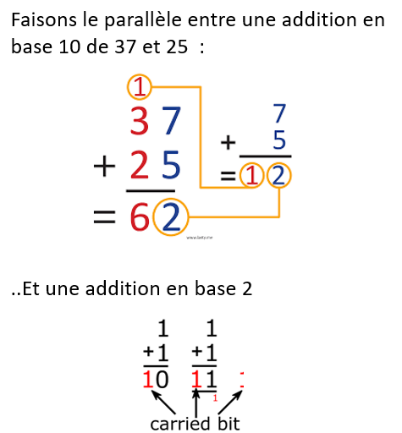 Faisons le parallèle entre une addition en
base 10 de 37 et 25 :
1
3 7
+ 2 5
= 6 2
7
+ 5
= 1 2
..Et une addition en base 2
1 1
+1 +1
10 11
1
carried bit